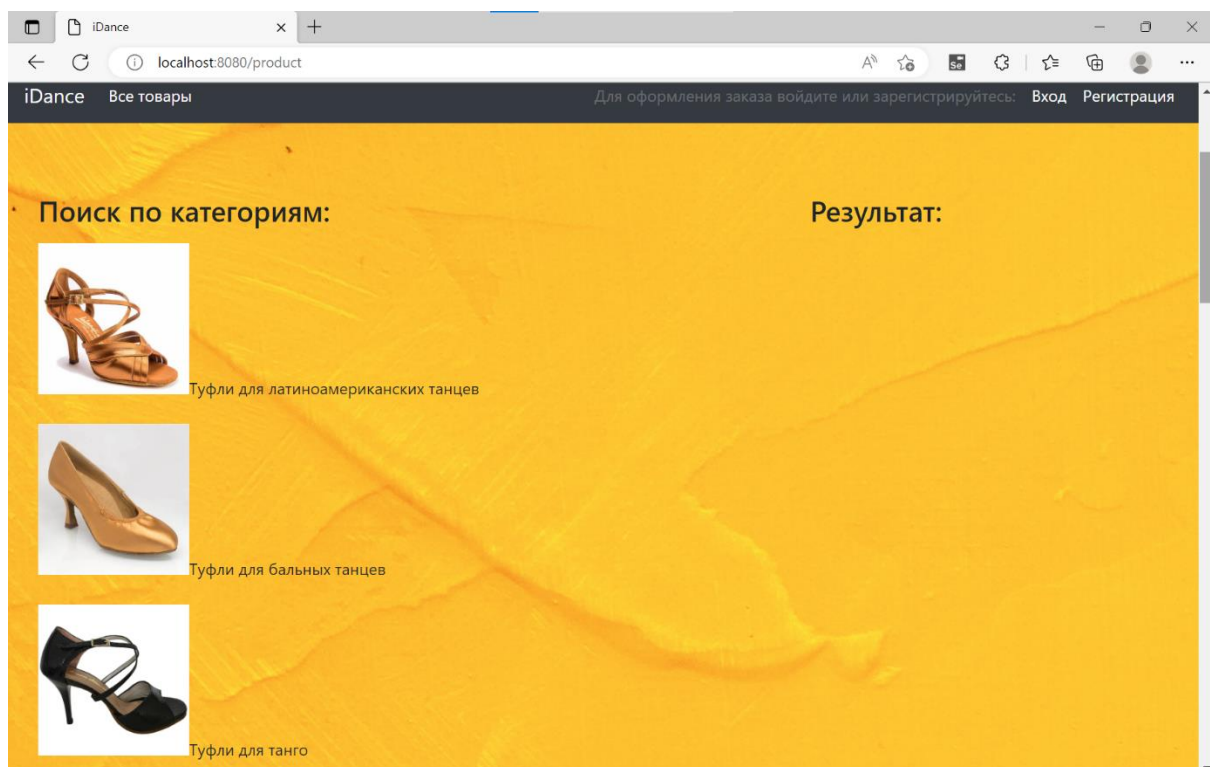 iDance
localhost:8080/product
iDance Все товары Для оформления заказа войдите или зарегистрируйтесь: Вход Регистрация
Поиск по категориям: Результат:
Туфли для латиноамериканских танцев
Туфли для бальных танцев
Туфли для танго